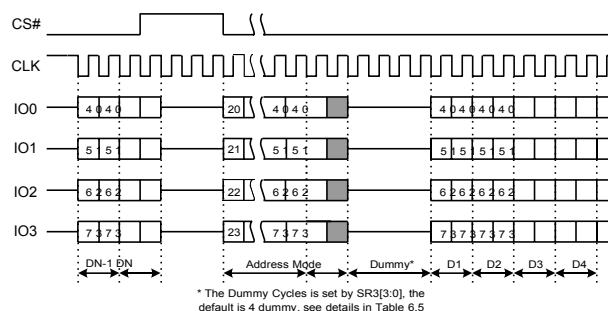 CS#
CLK
IO0 4 0 4 0 20 4 0 4 0 4 0 4 0 4 0 4 0
IO1 5 1 5 1 21 5 1 5 1 5 1 5 1 5 1 5 1
IO2 6 2 6 2 22 6 2 6 2 6 2 6 2 6 2 6 2
IO3 7 3 7 3 23 7 3 7 3 7 3 7 3 7 3 7 3
DN-1 DN Address Mode Dummy* D1 D2 D3 D4
* The Dummy Cycles is set by SR3[3:0], the
default is 4 dummy, see details in Table 6.5